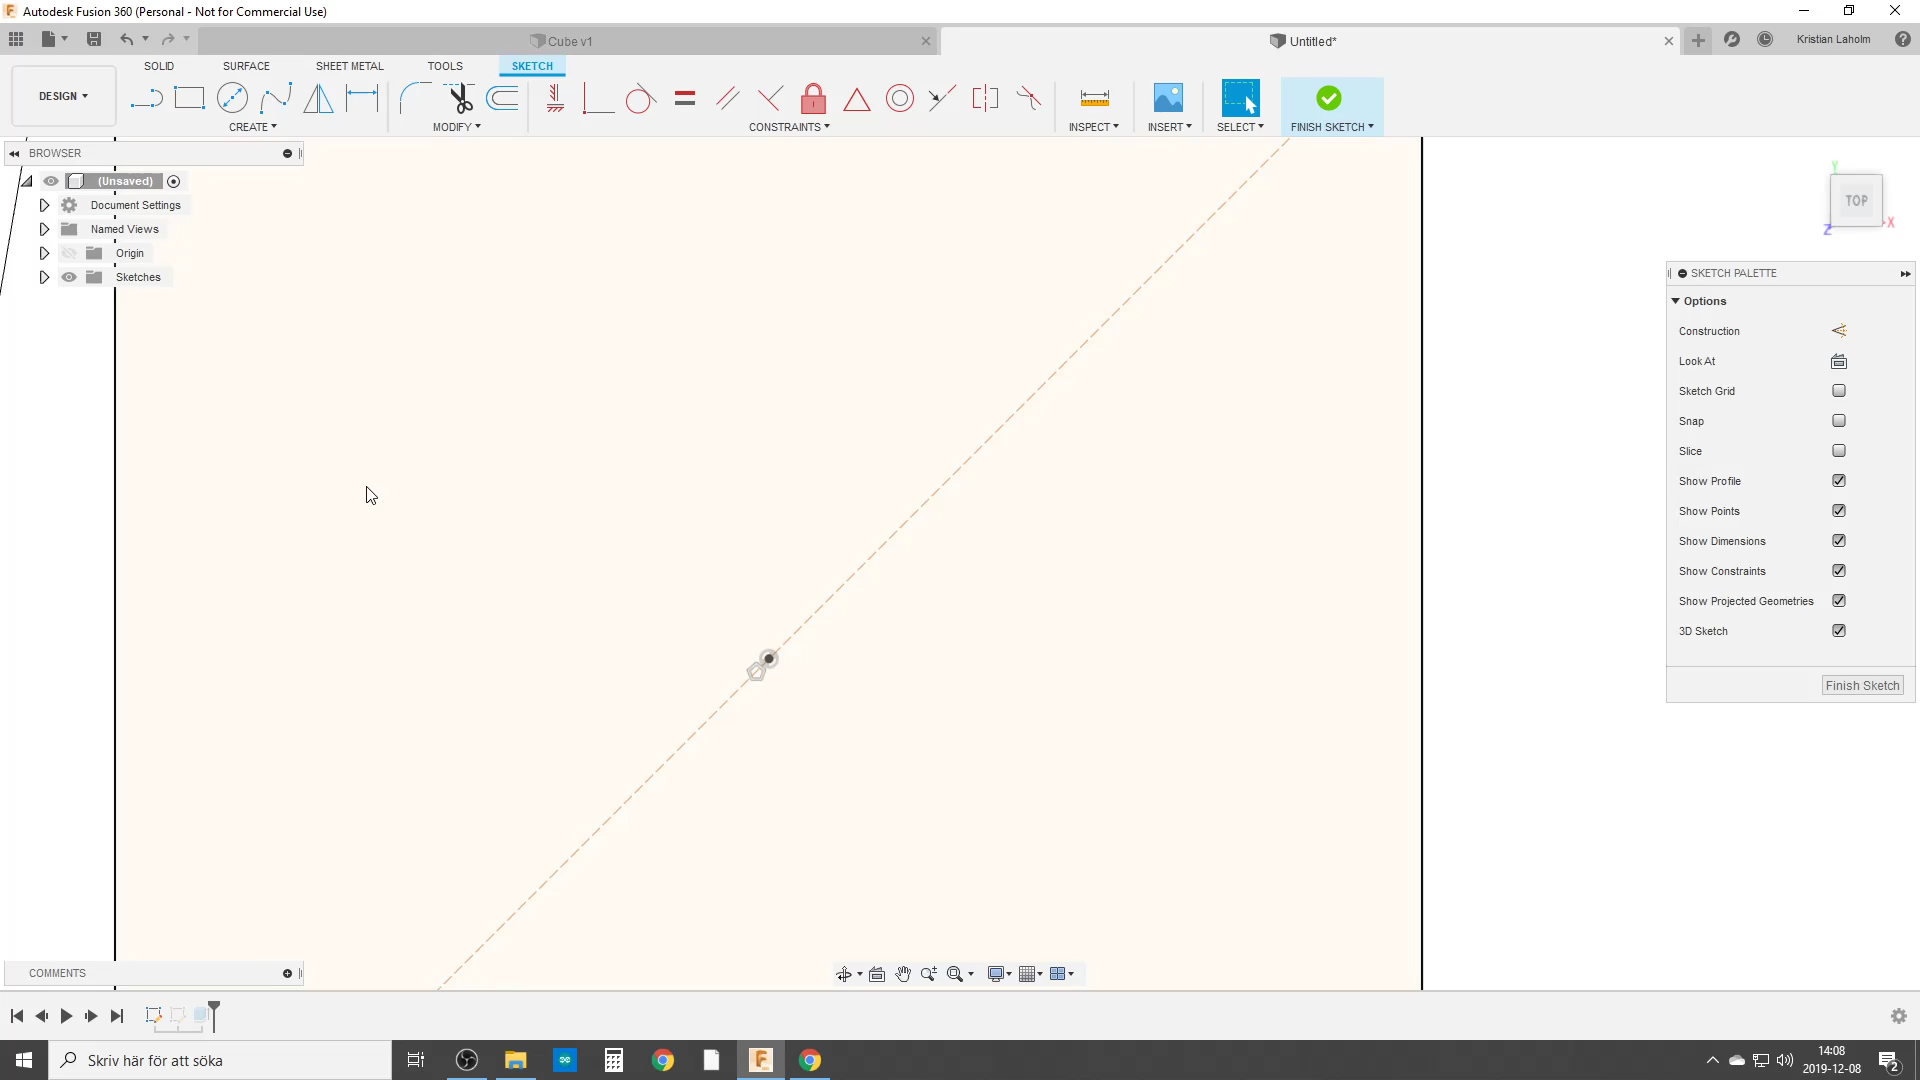 Autodesk Fusion 360 (Personal - Not for Commercial Use)
Cube v1
Untitled*
Kristian Laholm
DESIGN
SOLID
SURFACE
SHEET METAL
TOOLS
SKETCH
CREATE
MODIFY
CONSTRAINTS
INSPECT
INSERT
SELECT
FINISH SKETCH
BROWSER
(Unsaved)
Document Settings
Named Views
Origin
Sketches
Y
TOP
X
Z
SKETCH PALETTE
Options
Construction
Look At
Sketch Grid
Snap
Slice
Show Profile
Show Points
Show Dimensions
Show Constraints
Show Projected Geometries
3D Sketch
Finish Sketch
COMMENTS
Skriv här för att söka
14:08
2019-12-08
2